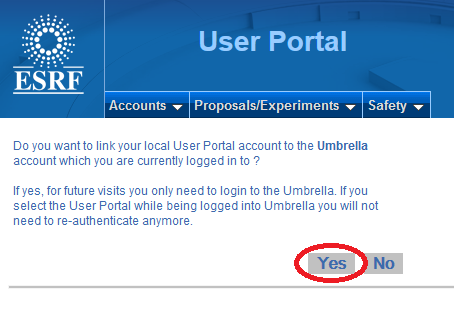 User Portal
ESRF
Accounts Proposals/Experiments Safety
Do you want to link your local User Portal account to the Umbrella
account which you are currently logged in to ?
If yes, for future visits you only need to login to the Umbrella. If you
select the User Portal while being logged into Umbrella you will not
need to re-authenticate anymore.
Yes No